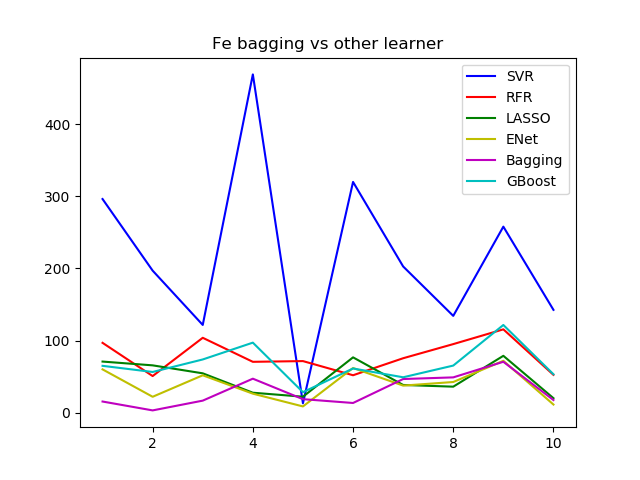 Fe bagging vs other learner
SVR
RFR
LASSO
ENet
Bagging
GBoost
400
300
200
100
0
2 4 6 8 10